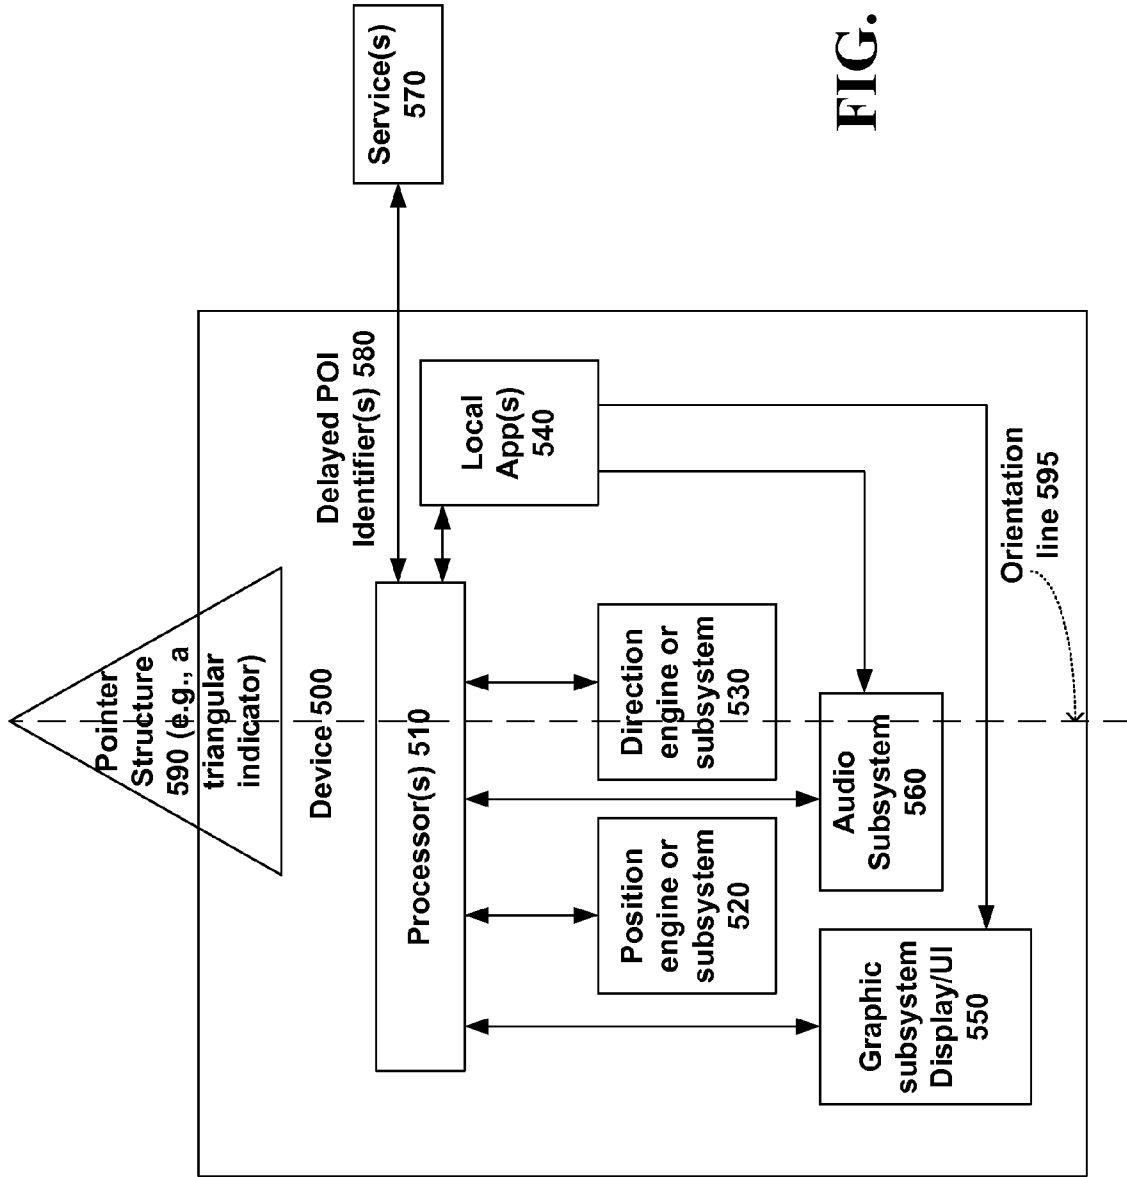 Pointer
Structure
590 (e.g., a
triangular
indicator)
Device 500
Processor(s) 510
Delayed POI
Identifier(s) 580
Service(s)
570
Local
App(s)
540
Position
engine or
subsystem
520
Direction
engine or
subsystem
530
Graphic
subsystem
Display/UI
550
Audio
Subsystem
560
Orientation
line 595
FIG.